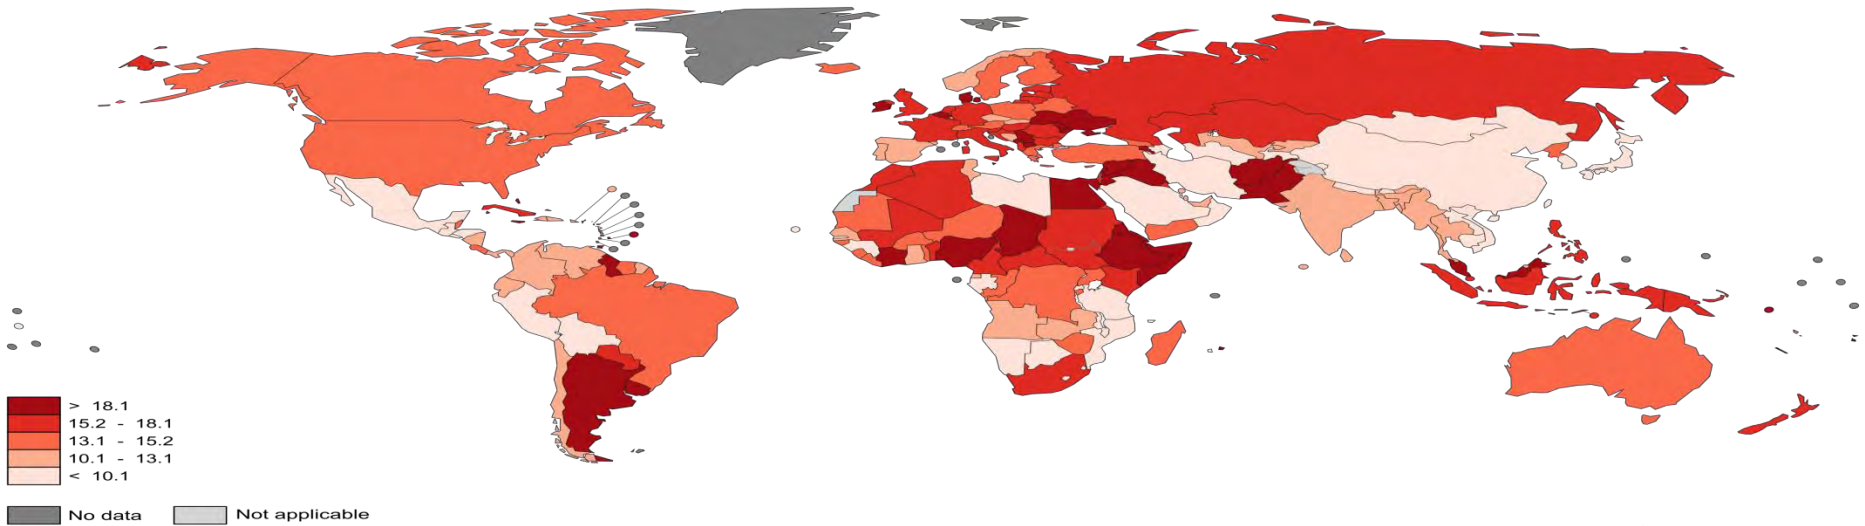 > 18.1
15.2 - 18.1
13.1 - 15.2
10.1 - 13.1
< 10.1
No data
Not applicable